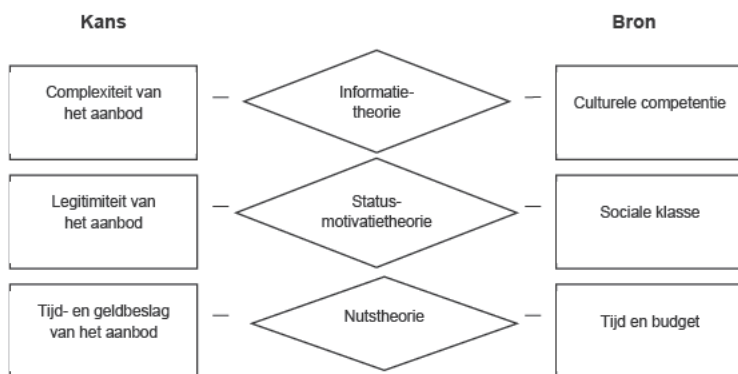 Kans
Bron
Complexiteit van
het aanbod
Informatie-
theorie
Culturele competentie
Legitimiteit van
het aanbod
Status-
motivatietheorie
Sociale klasse
Tijd- en geldbeslag
van het aanbod
Nutstheorie
Tijd en budget